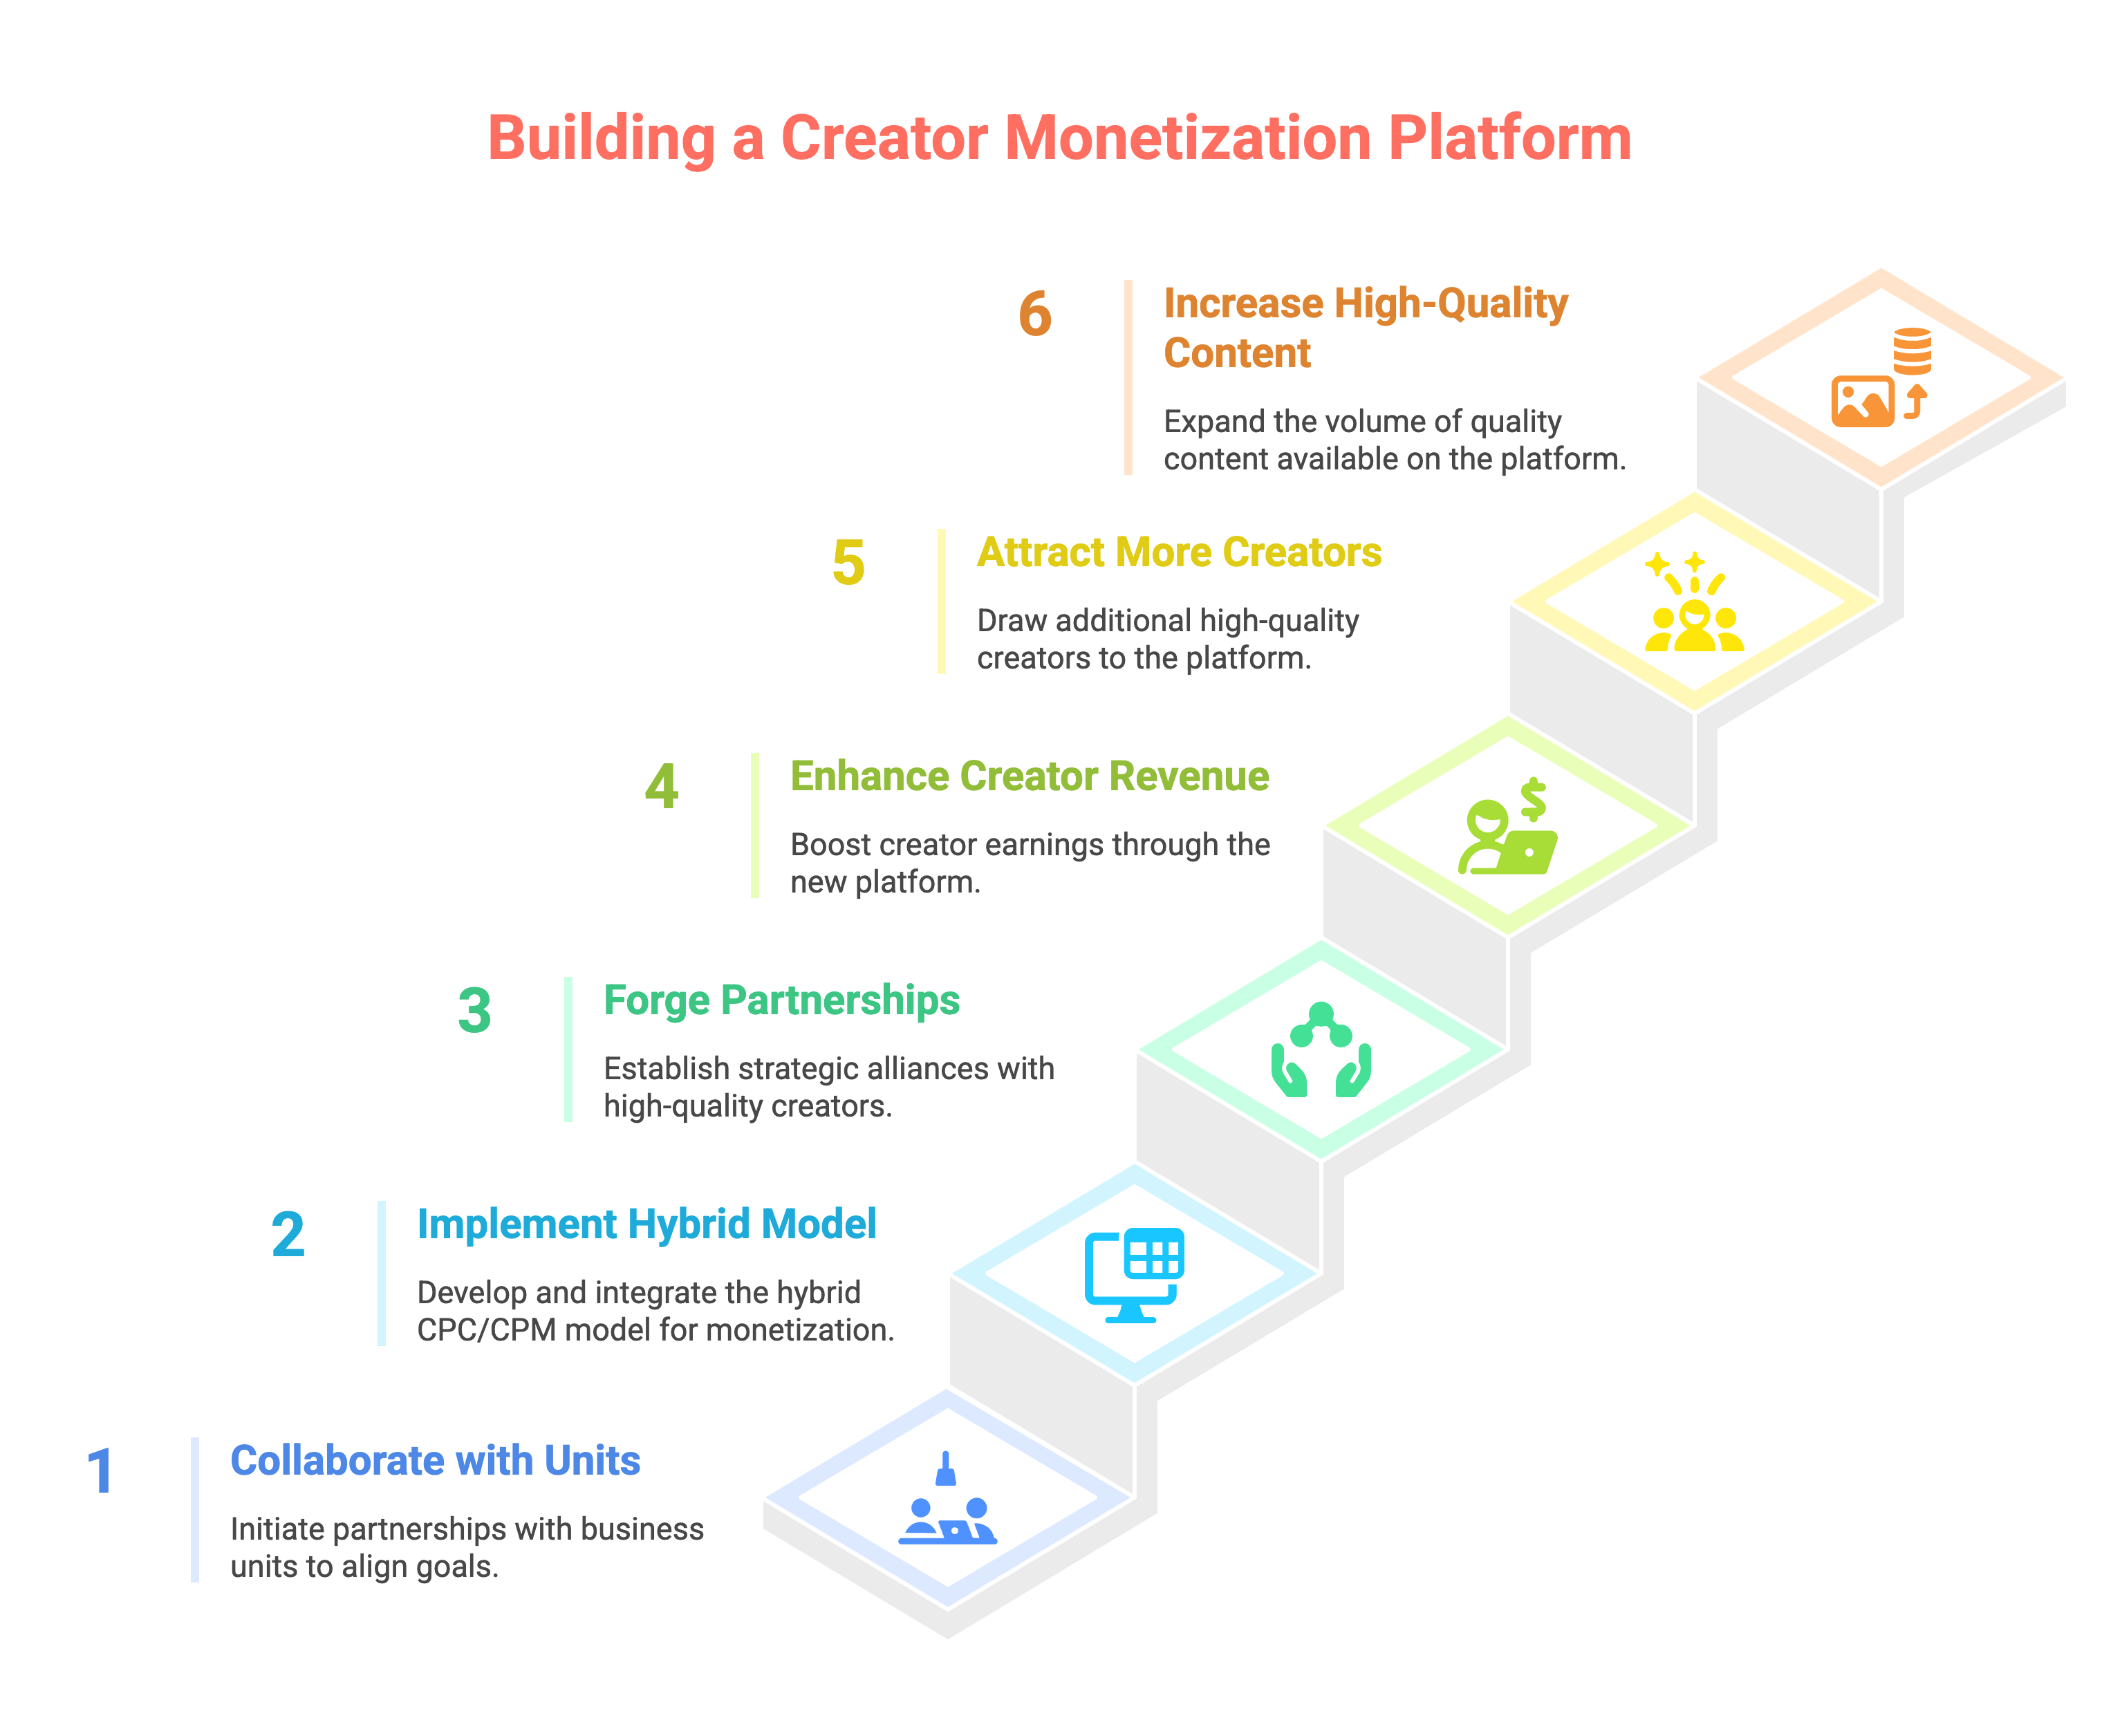 Building a Creator Monetization Platform
6
Increase High-Quality
Content
Expand the volume of quality
content available on the platform.
5
Attract More Creators
Draw additional high-quality
creators to the platform.
4
Enhance Creator Revenue
Boost creator earnings through the
new platform.
3
Forge Partnerships
Establish strategic alliances with
high-quality creators.
2
Implement Hybrid Model
Develop and integrate the hybrid
CPC/CPM model for monetization.
1
Collaborate with Units
Initiate partnerships with business
units to align goals.